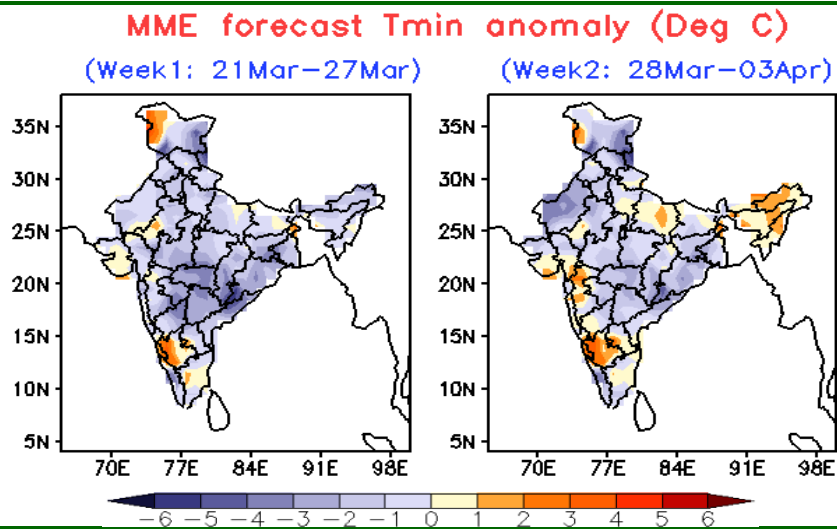 MME forecast Tmin anomaly (Deg C)
(Week1: 21Mar−27Mar)
(Week2: 28Mar−03Apr)
35N
30N
25N
20N
15N
10N
5N
70E 77E 84E 91E 98E
35N
30N
25N
20N
15N
10N
5N
70E 77E 84E 91E 98E
−6 −5 −4 −3 −2 −1 0 1 2 3 4 5 6